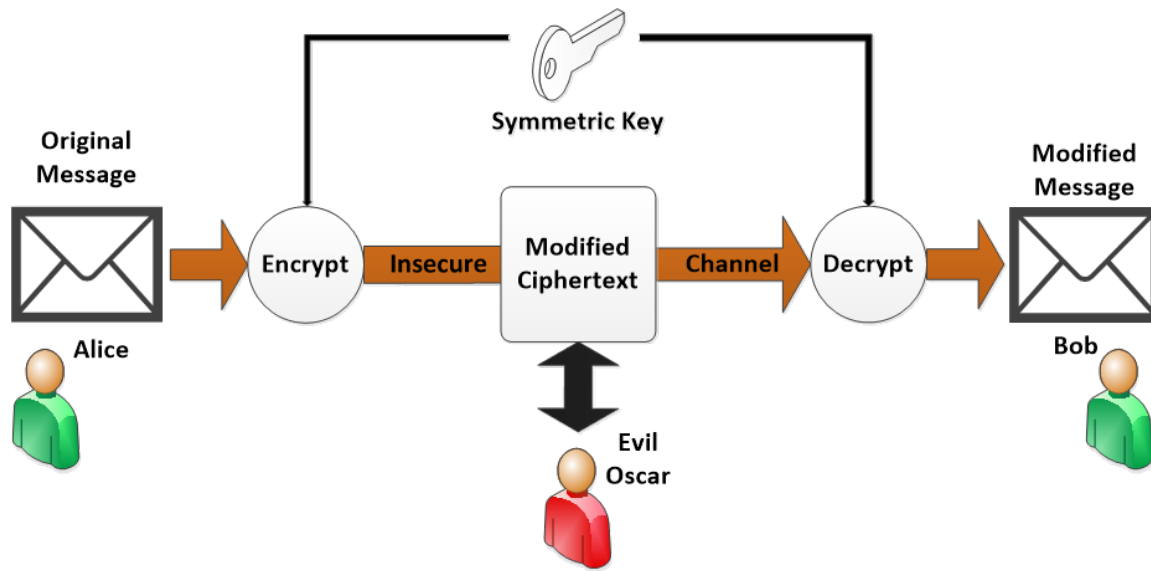 Symmetric Key
Original
Message
Modified
Message
Encrypt
Insecure
Modified
Ciphertext
Channel
Decrypt
Alice
Bob
Evil
Oscar